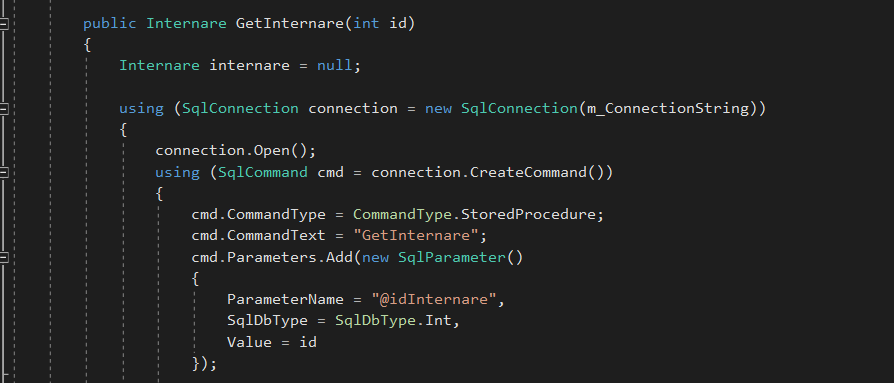 public Internare GetInternare(int id)
{
Internare internare = null;
using (SqlConnection connection = new SqlConnection(m_ConnectionString))
{
connection.Open();
using (SqlCommand cmd = connection.CreateCommand())
{
cmd.CommandType = CommandType.StoredProcedure;
cmd.CommandText = "GetInternare";
cmd.Parameters.Add(new SqlParameter()
{
ParameterName = "@idInternare",
SqlDbType = SqlDbType.Int,
Value = id
});